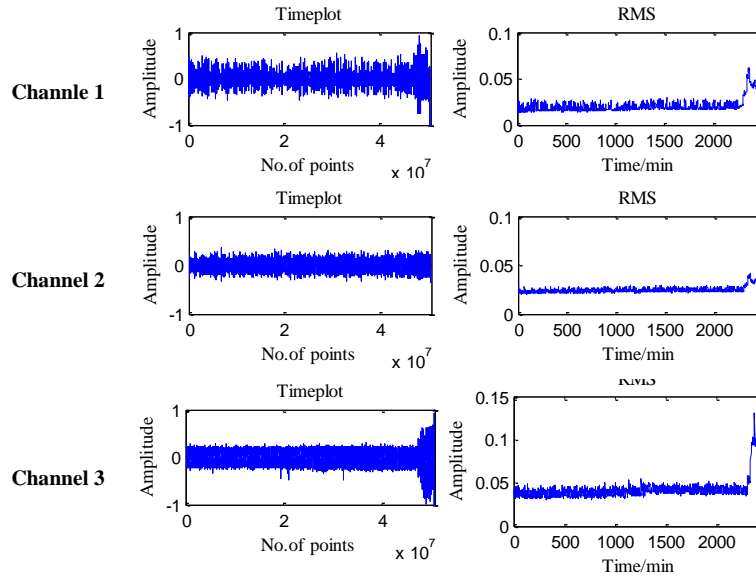 Timeplot
RMS
Channle 1
Amplitude
1
0
-1
0
2
4
No.of points
x 10^7
Amplitude
0.1
0.05
0
0
500
1000
1500
2000
Time/min
Timeplot
RMS
Channel 2
Amplitude
1
0
-1
0
2
4
No.of points
x 10^7
Amplitude
0.1
0.05
0
0
500
1000
1500
2000
Time/min
Timeplot
RMS
Channel 3
Amplitude
1
0
-1
0
2
4
No.of points
x 10^7
Amplitude
0.15
0.1
0.05
0
0
500
1000
1500
2000
Time/min